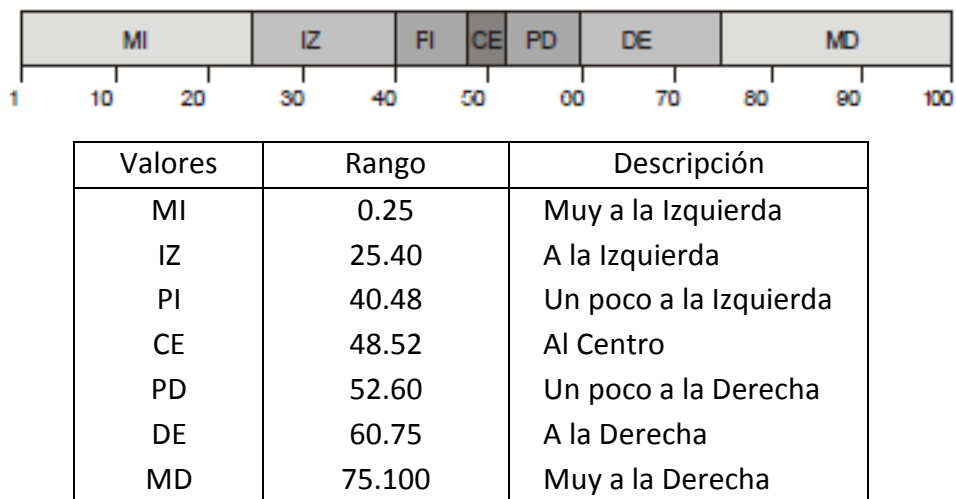 MI IZ FI CE PD DE MD
1 10 20 30 40 50 60 70 80 90 100
Valores Rango Descripción
MI 0.25 Muy a la Izquierda
IZ 25.40 A la Izquierda
PI 40.48 Un poco a la Izquierda
CE 48.52 Al Centro
PD 52.60 Un poco a la Derecha
DE 60.75 A la Derecha
MD 75.100 Muy a la Derecha